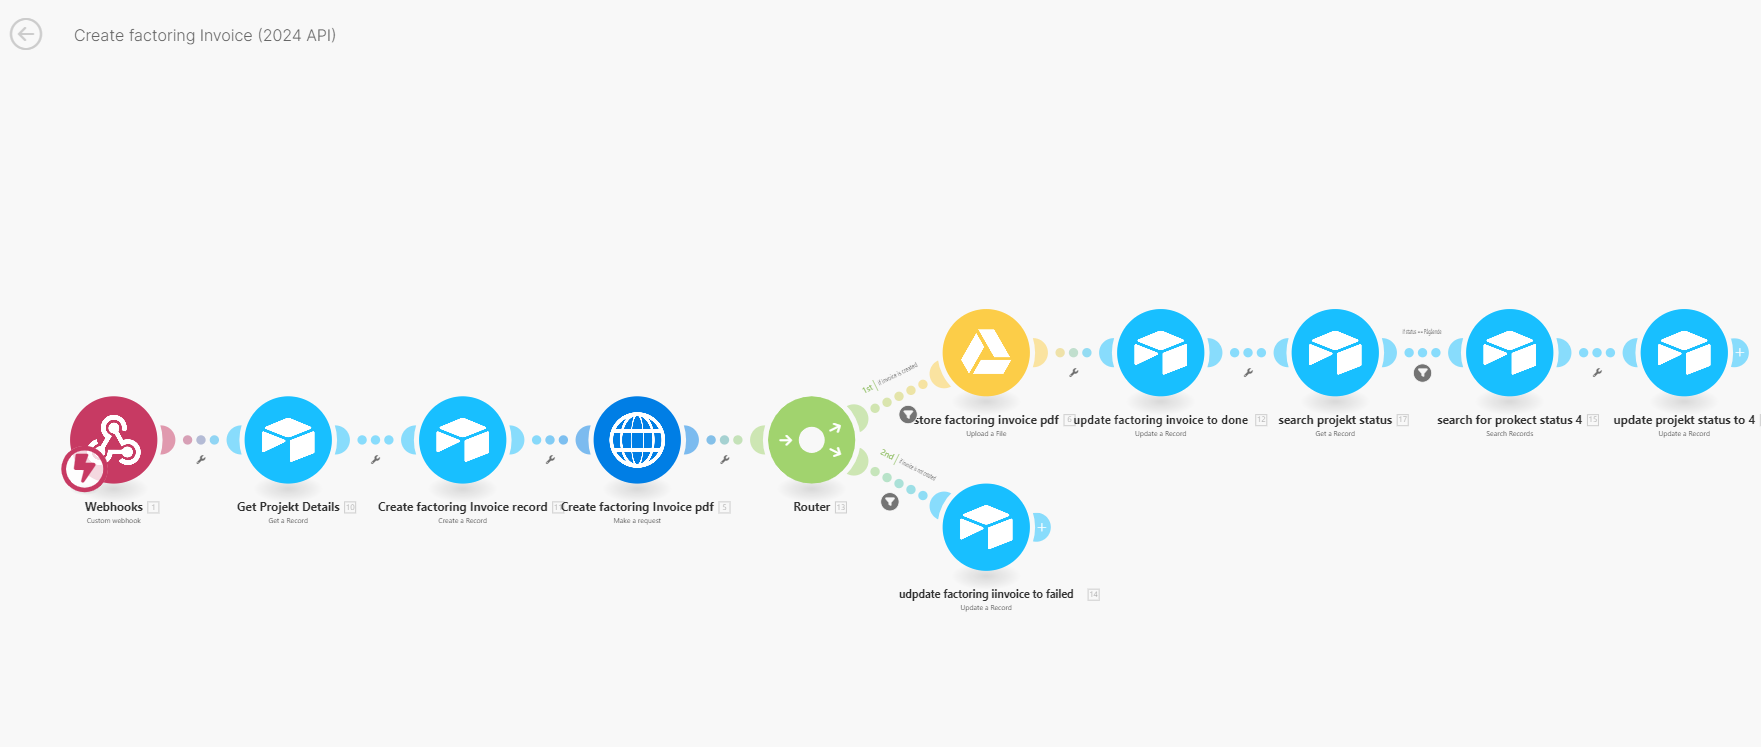 Create factoring Invoice (2024 API)
1st
if invoice is created
If status == Pågående
store factoring invoice pdf 6
Upload a File
update factoring invoice to done 12
Update a Record
search projekt status 17
Get a Record
search for prokect status 4 15
Search Records
update projekt status to 4
Update a Record
Webhooks 1
Custom webhook
Get Projekt Details 10
Get a Record
Create factoring Invoice record
Create a Record
Create factoring Invoice pdf 5
Make a request
Router 13
2nd
if invoice is not created
udpdate factoring iinvoice to failed 14
Update a Record